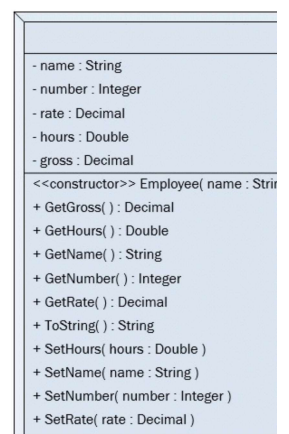 - name : String
- number : Integer
- rate : Decimal
- hours : Double
- gross : Decimal
<<constructor>> Employee( name :
+ GetGross( ) : Decimal
+ GetHours( ) : Double
+ GetName( ) : String
+ GetNumber( ) : Integer
+ GetRate( ) : Decimal
+ ToString( ) : String
+ SetHours( hours : Double )
+ SetName( name : String )
+ SetNumber( number : Integer )
+ SetRate( rate : Decimal )